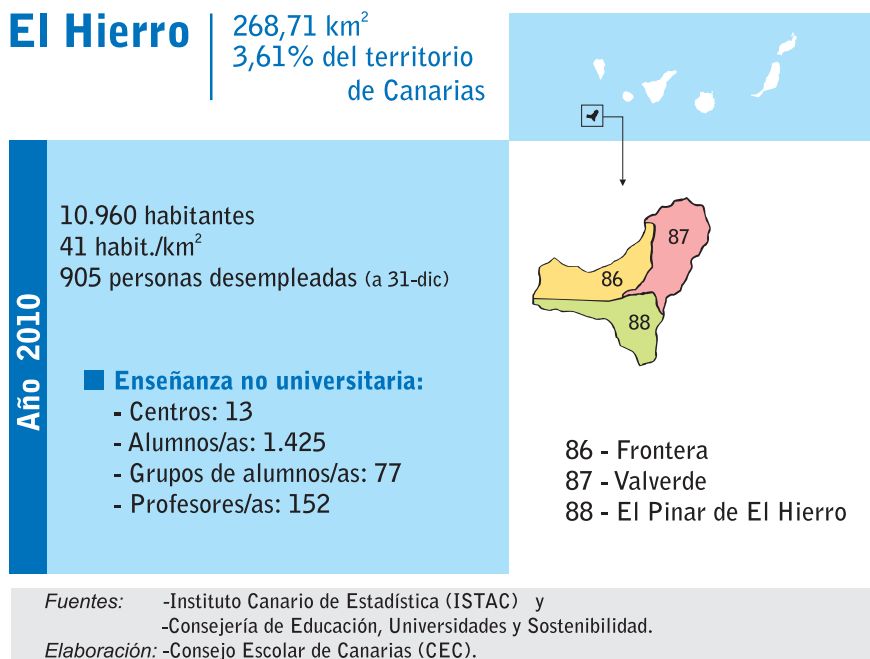 El Hierro
268,71 km²
3,61% del territorio
de Canarias
Año 2010
10.960 habitantes
41 habit./km²
905 personas desempleadas (a 31-dic)
Enseñanza no universitaria:
- Centros: 13
- Alumnos/as: 1.425
- Grupos de alumnos/as: 77
- Profesores/as: 152
87
86
88
86 - Frontera
87 - Valverde
88 - El Pinar de El Hierro
Fuentes: -Instituto Canario de Estadística (ISTAC) y
-Consejería de Educación, Universidades y Sostenibilidad.
Elaboración: -Consejo Escolar de Canarias (CEC).